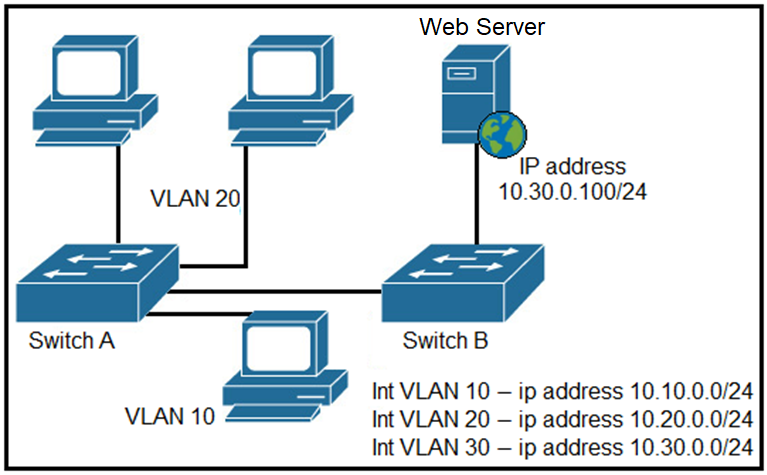 Web Server
IP address
10.30.0.100/24
VLAN 20
Switch A
Switch B
VLAN 10
Int VLAN 10 – ip address 10.10.0.0/24
Int VLAN 20 – ip address 10.20.0.0/24
Int VLAN 30 – ip address 10.30.0.0/24